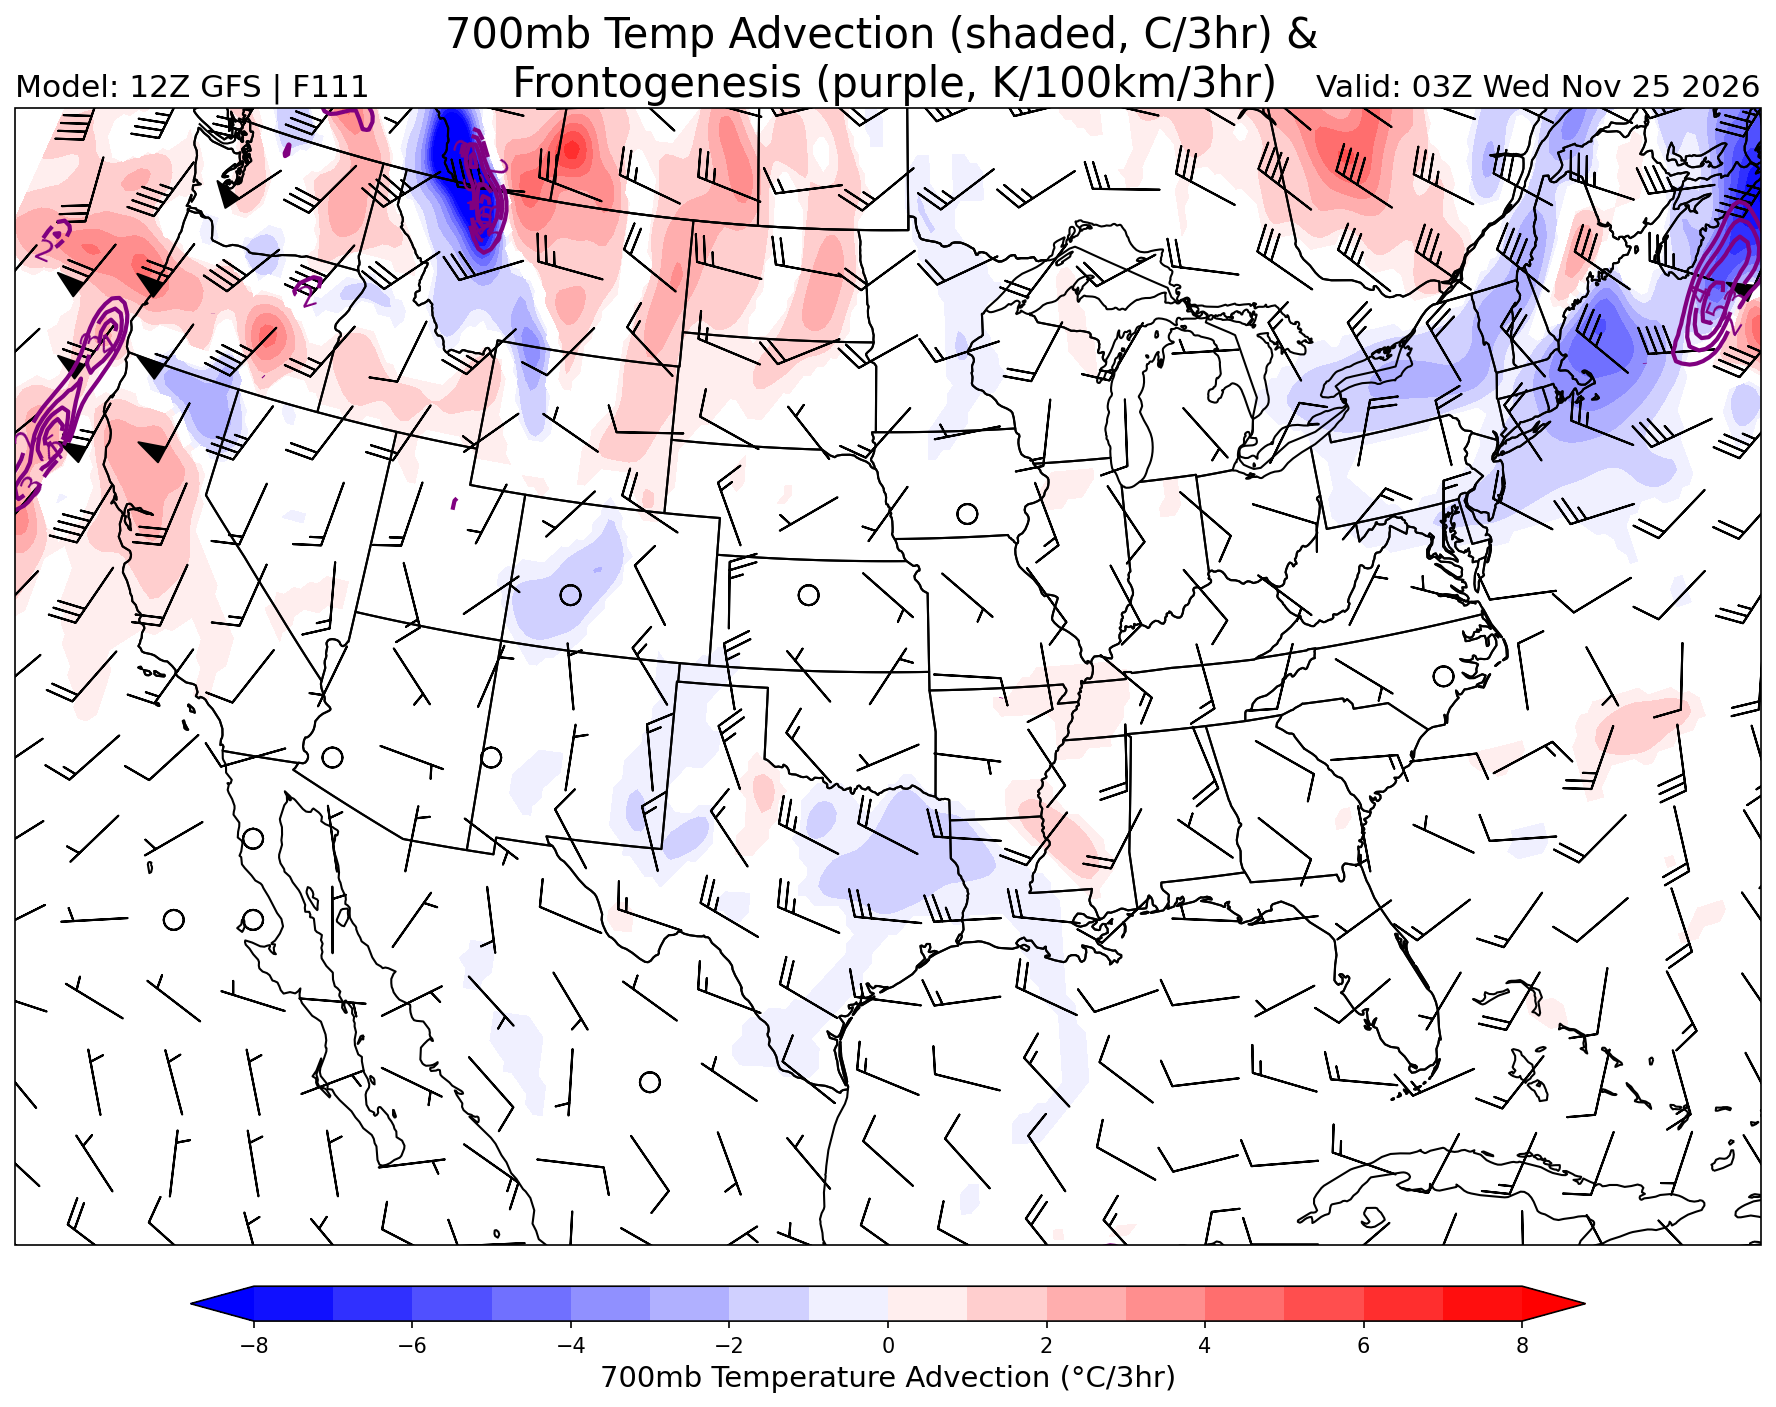 700mb Temp Advection (shaded, C/3hr) &
Frontogenesis (purple, K/100km/3hr)
Model: 12Z GFS | F111
Valid: 03Z Wed Nov 25 2026
−8 −6 −4 −2 0 2 4 6 8
700mb Temperature Advection (°C/3hr)